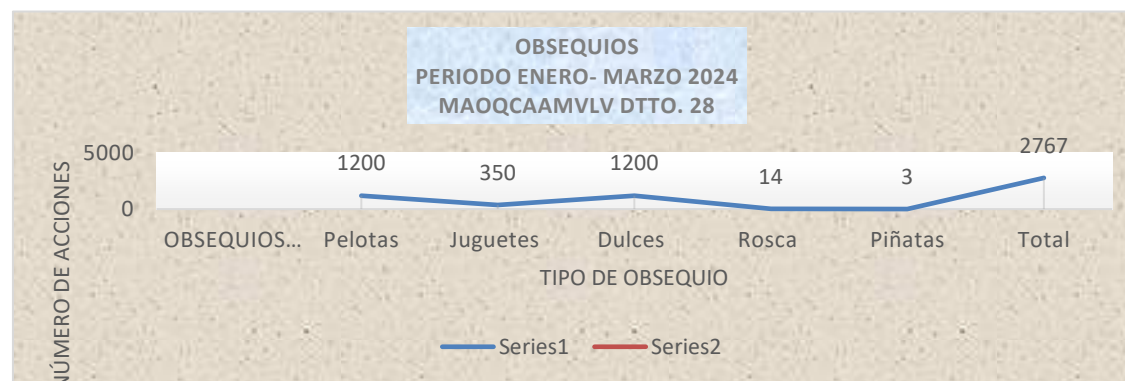 OBSEQUIOS
PERIODO ENERO- MARZO 2024
MAOQCAAMVLV DTTO. 28
NÚMERO DE ACCIONES
5000
0
1200
350
1200
14
3
2767
OBSEQUIOS...
Pelotas
Juguetes
Dulces
Rosca
Piñatas
Total
TIPO DE OBSEQUIO
Series1
Series2